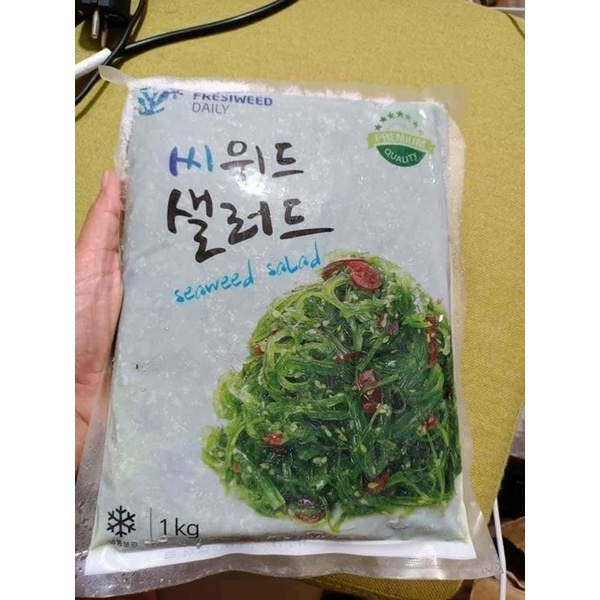 FRESIWEED
DAILY
PREMIUM
QUALITY
씨위드
샐러드
seaweed salad
1kg